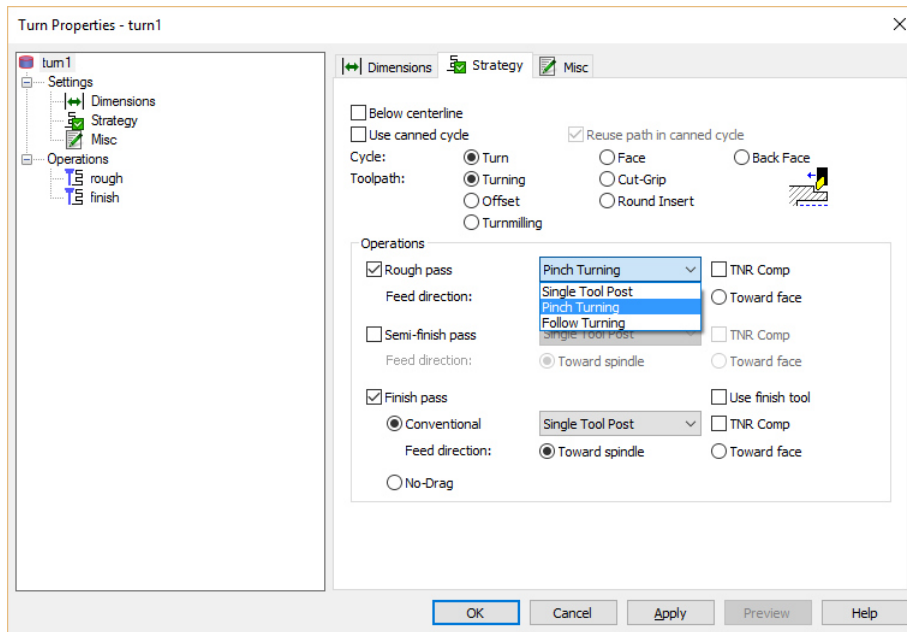 Turn Properties - turn1
turn1
Settings
Dimensions
Strategy
Misc
Operations
rough
finish
Dimensions Strategy Misc
Below centerline
Use canned cycle Reuse path in canned cycle
Cycle: Turn Face Back Face
Toolpath: Turning Cut-Grip
Offset Round Insert
Turnmilling
Operations
Rough pass Pinch Turning TNR Comp
Single Tool Post
Feed direction: Toward face
Pinch Turning
Follow Turning
Semi-finish pass Single Tool Post TNR Comp
Feed direction: Toward spindle Toward face
Finish pass Use finish tool
Conventional Single Tool Post TNR Comp
Feed direction: Toward spindle Toward face
No-Drag
OK Cancel Apply Preview Help